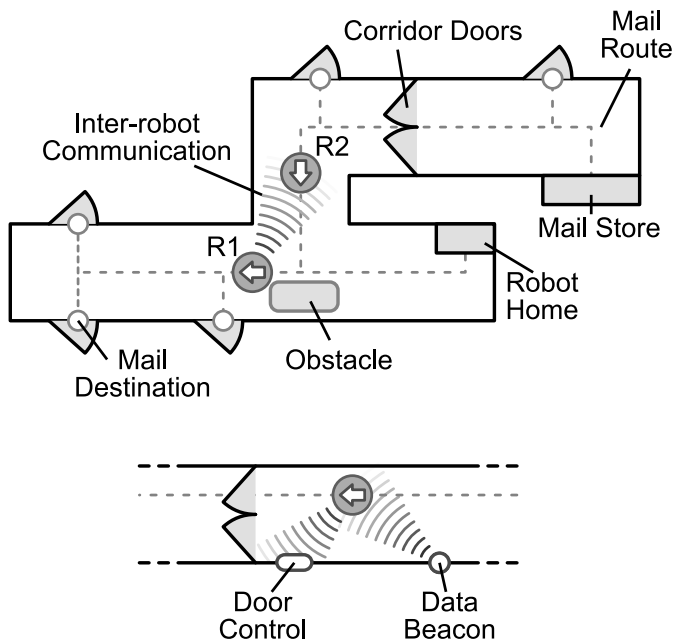 Corridor Doors
Mail
Route
Inter-robot
Communication
R2
R1
Mail Store
Robot
Home
Mail
Destination
Obstacle
Door
Control
Data
Beacon